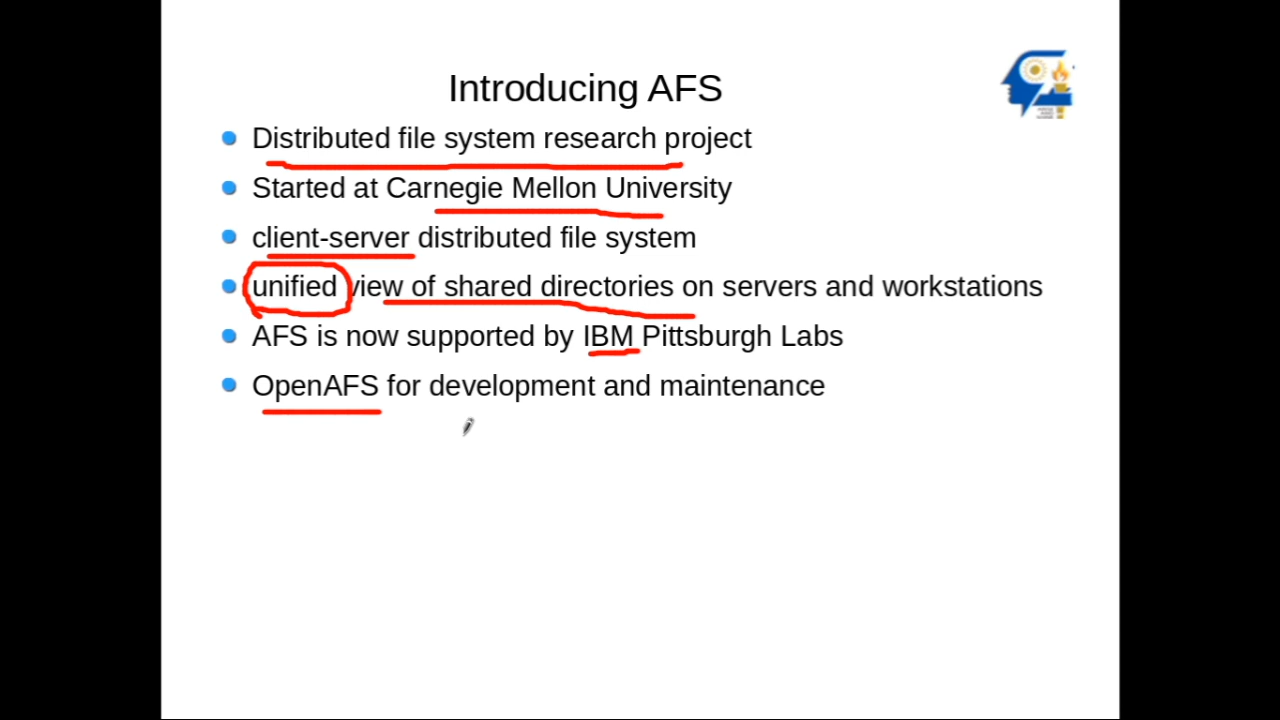 Introducing AFS
Distributed file system research project
Started at Carnegie Mellon University
client-server distributed file system
unified view of shared directories on servers and workstations
AFS is now supported by IBM Pittsburgh Labs
OpenAFS for development and maintenance